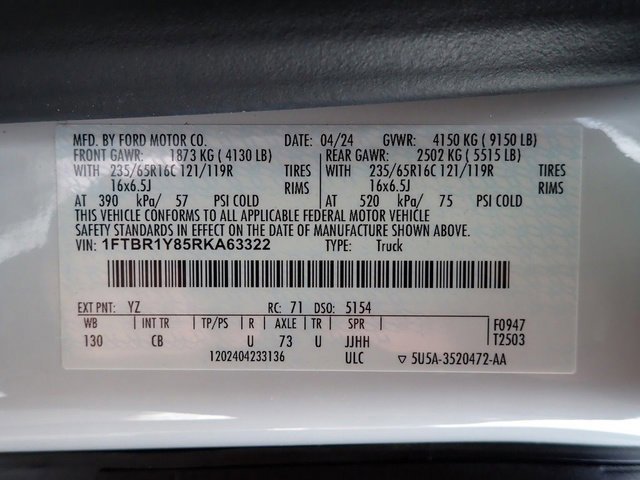 MFD. BY FORD MOTOR CO. DATE: 04/24 GVWR: 4150 KG ( 9150 LB)
FRONT GAWR: 1873 KG ( 4130 LB) REAR GAWR: 2502 KG ( 5515 LB)
WITH 235/65R16C 121/119R TIRES WITH 235/65R16C 121/119R TIRES
16x6.5J RIMS 16x6.5J RIMS
AT 390 kPa/ 57 PSI COLD AT 520 kPa/ 75 PSI COLD
THIS VEHICLE CONFORMS TO ALL APPLICABLE FEDERAL MOTOR VEHICLE
SAFETY STANDARDS IN EFFECT ON THE DATE OF MANUFACTURE SHOWN ABOVE.
VIN: 1FTBR1Y85RKA63322 TYPE: Truck
EXT PNT: YZ RC: 71 DSO: 5154
WB INT TR TP/PS R AXLE TR SPR F0947
130 CB U 73 U JJHH T2503
1202404233136 ULC ▽ 5U5A-3520472-AA